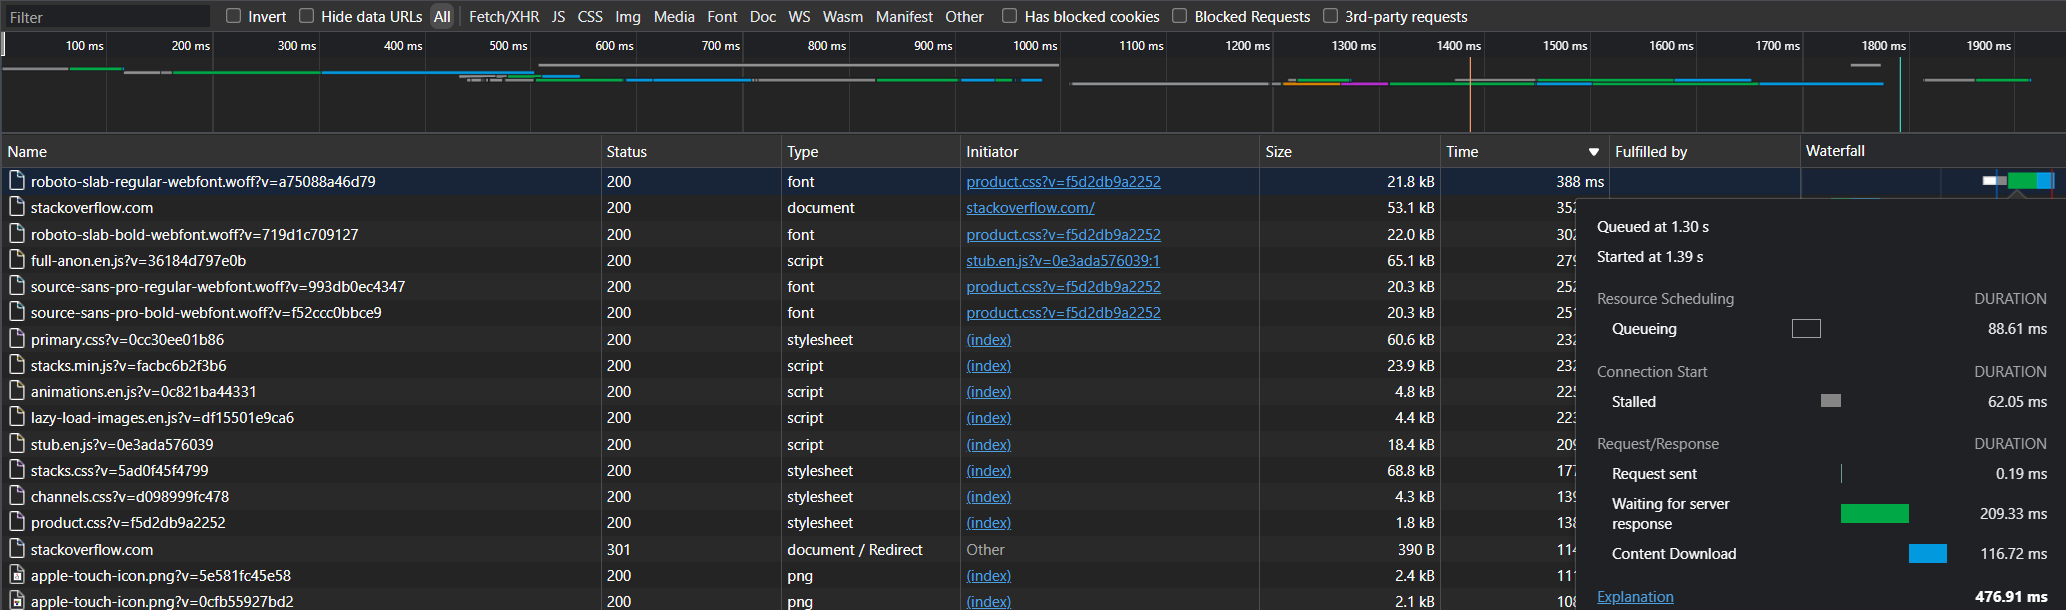 Filter Invert Hide data URLs All Fetch/XHR JS CSS Img Media Font Doc WS Wasm Manifest Other Has blocked cookies Blocked Requests 3rd-party requests
100 ms 200 ms 300 ms 400 ms 500 ms 600 ms 700 ms 800 ms 900 ms 1000 ms 1100 ms 1200 ms 1300 ms 1400 ms 1500 ms 1600 ms 1700 ms 1800 ms 1900 ms
Name Status Type Initiator Size Time Fulfilled by Waterfall
roboto-slab-regular-webfont.woff?v=a75088a46d79 200 font product.css?v=f5d2db9a2252 21.8 kB 388 ms
stackoverflow.com 200 document stackoverflow.com/ 53.1 kB 352
roboto-slab-bold-webfont.woff?v=719d1c709127 200 font product.css?v=f5d2db9a2252 22.0 kB 302
full-anon.en.js?v=36184d797e0b 200 script stub.en.js?v=0e3ada576039:1 65.1 kB 279
source-sans-pro-regular-webfont.woff?v=993db0ec4347 200 font product.css?v=f5d2db9a2252 20.3 kB 252
source-sans-pro-bold-webfont.woff?v=f52ccc0bbce9 200 font product.css?v=f5d2db9a2252 20.3 kB 251
primary.css?v=0cc30ee01b86 200 stylesheet (index) 60.6 kB 232
stacks.min.js?v=facbc6b2f3b6 200 script (index) 23.9 kB 232
animations.en.js?v=0c821ba44331 200 script (index) 4.8 kB 225
lazy-load-images.en.js?v=df15501e9ca6 200 script (index) 4.4 kB 223
stub.en.js?v=0e3ada576039 200 script (index) 18.4 kB 209
stacks.css?v=5ad0f45f4799 200 stylesheet (index) 68.8 kB 177
channels.css?v=d098999fc478 200 stylesheet (index) 4.3 kB 139
product.css?v=f5d2db9a2252 200 stylesheet (index) 1.8 kB 138
stackoverflow.com 301 document / Redirect Other 390 B 114
apple-touch-icon.png?v=5e581fc45e58 200 png (index) 2.4 kB 111
apple-touch-icon.png?v=0cfb55927bd2 200 png (index) 2.1 kB 108
Queued at 1.30 s
Started at 1.39 s
Resource Scheduling DURATION
Queueing 88.61 ms
Connection Start DURATION
Stalled 62.05 ms
Request/Response DURATION
Request sent 0.19 ms
Waiting for server
response 209.33 ms
Content Download 116.72 ms
Explanation 476.91 ms